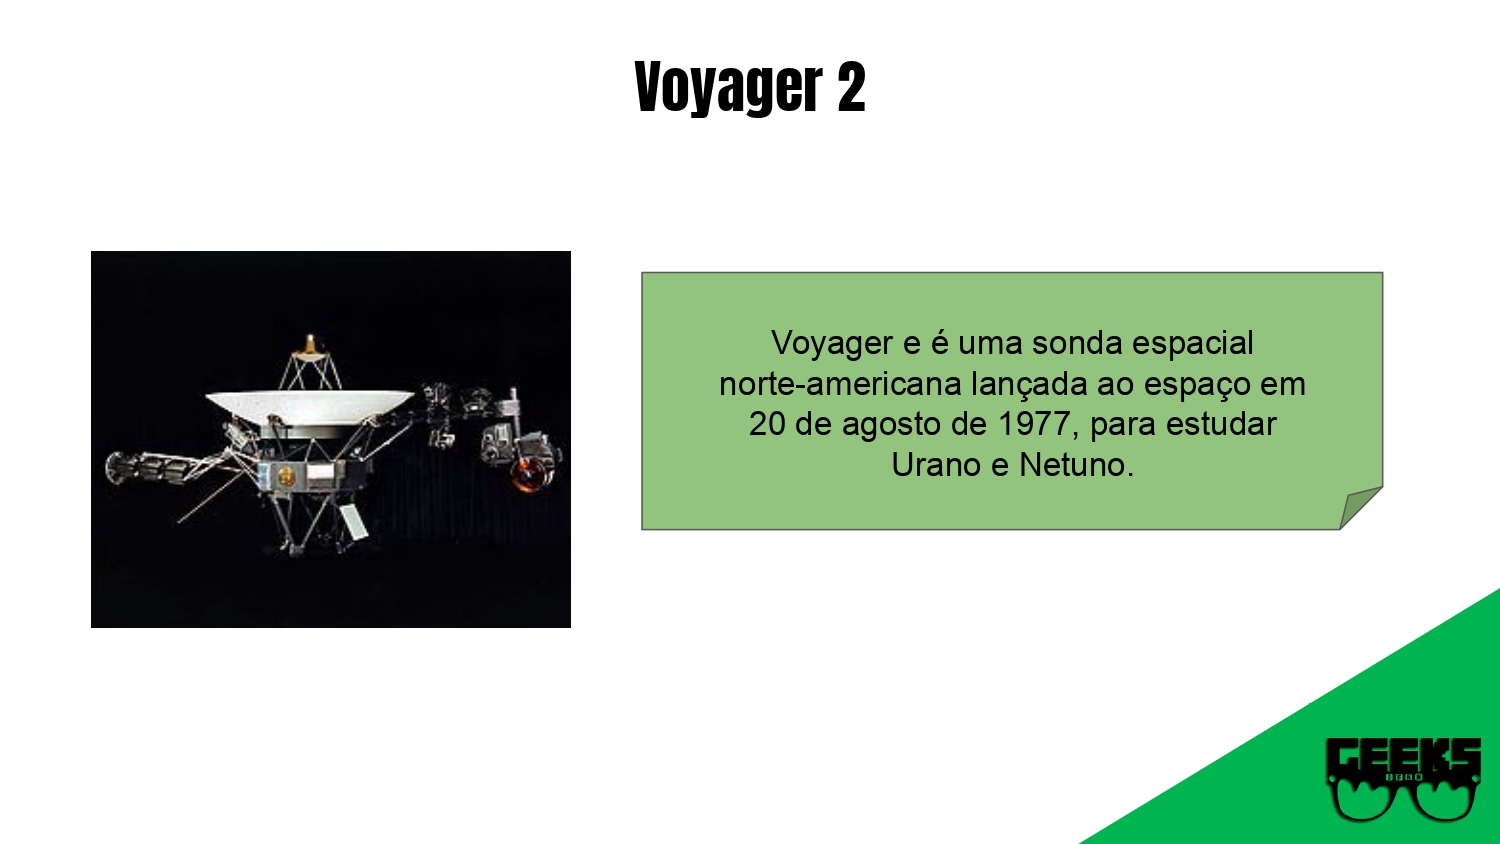 Voyager 2
Voyager e é uma sonda espacial
norte-americana lançada ao espaço em
20 de agosto de 1977, para estudar
Urano e Netuno.
GEEKS
IFRN